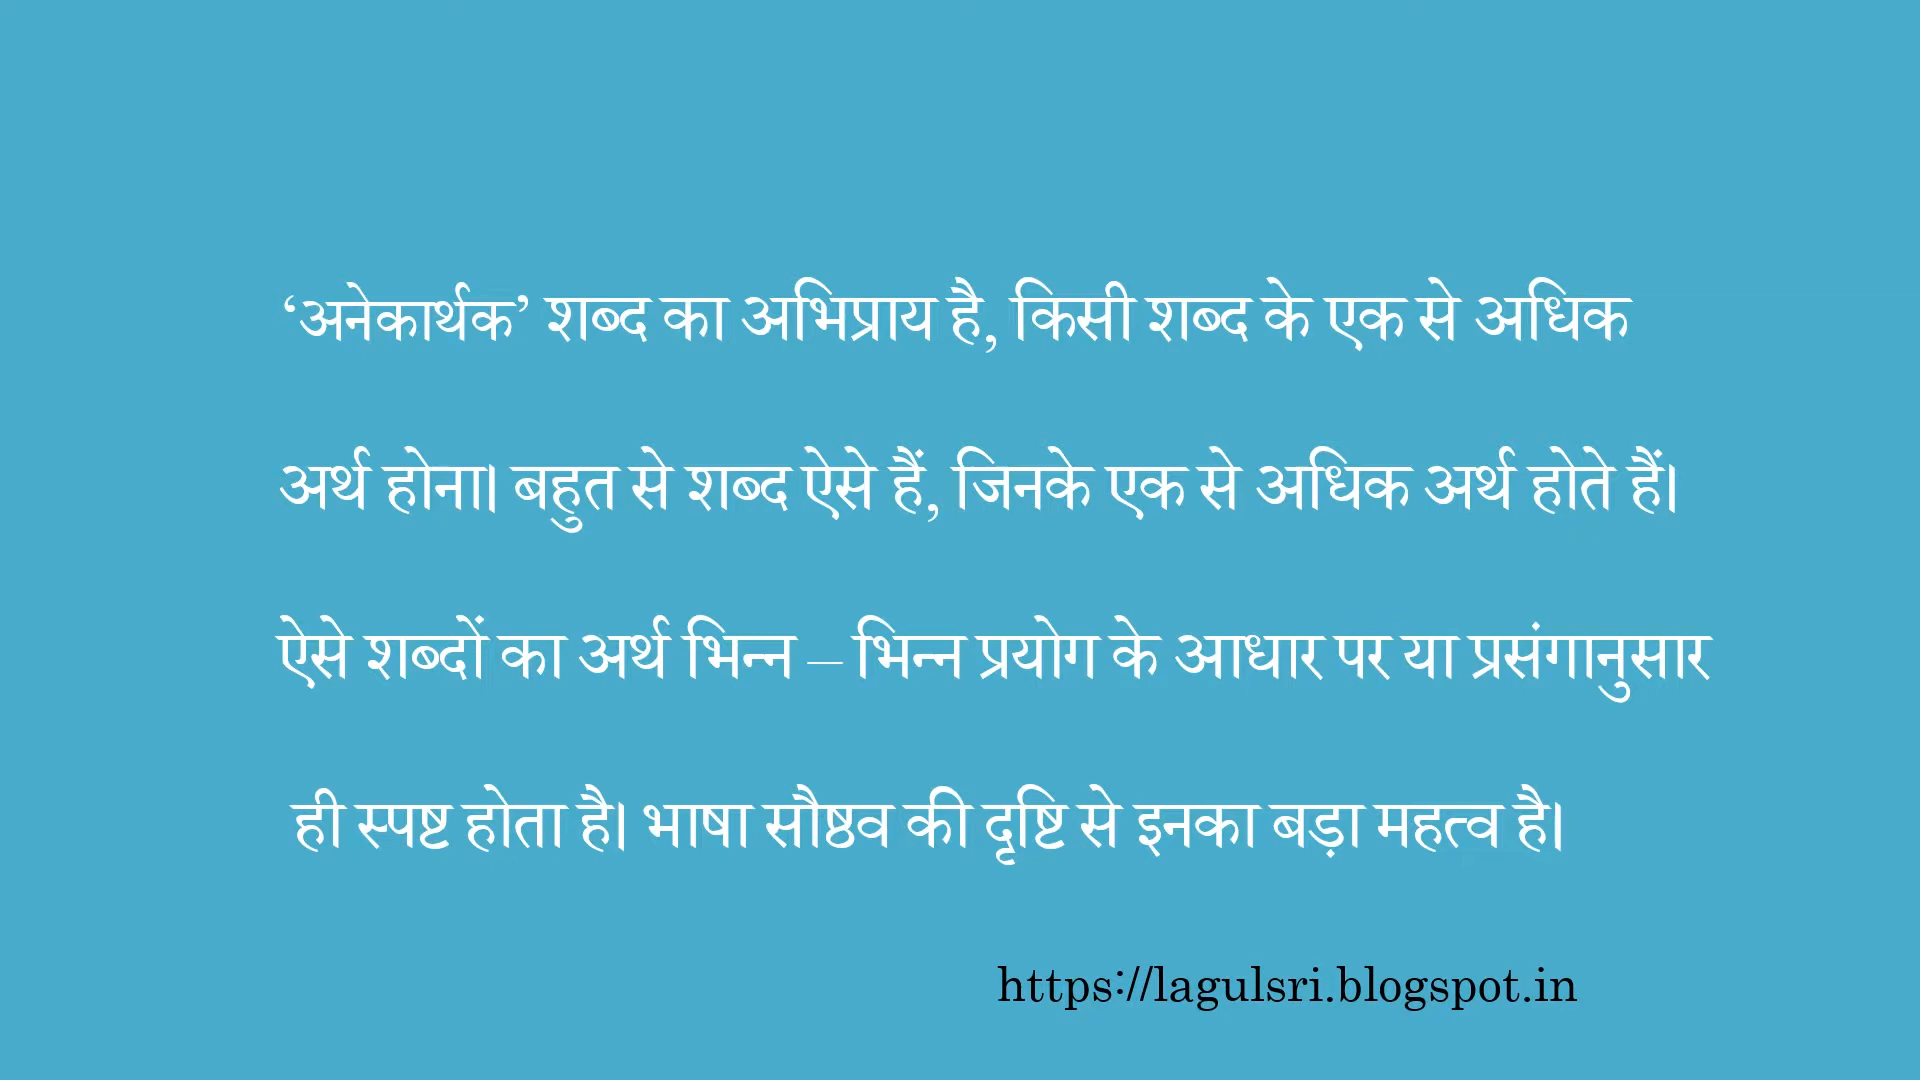 ‘अनेकार्थक’ शब्द का अभिप्राय है, किसी शब्द के एक से अधिक
अर्थ होना। बहुत से शब्द ऐसे हैं, जिनके एक से अधिक अर्थ होते हैं।
ऐसे शब्दों का अर्थ भिन्न – भिन्न प्रयोग के आधार पर या प्रसंगानुसार
ही स्पष्ट होता है। भाषा सौष्ठव की दृष्टि से इनका बड़ा महत्व है।
https://lagulsri.blogspot.in